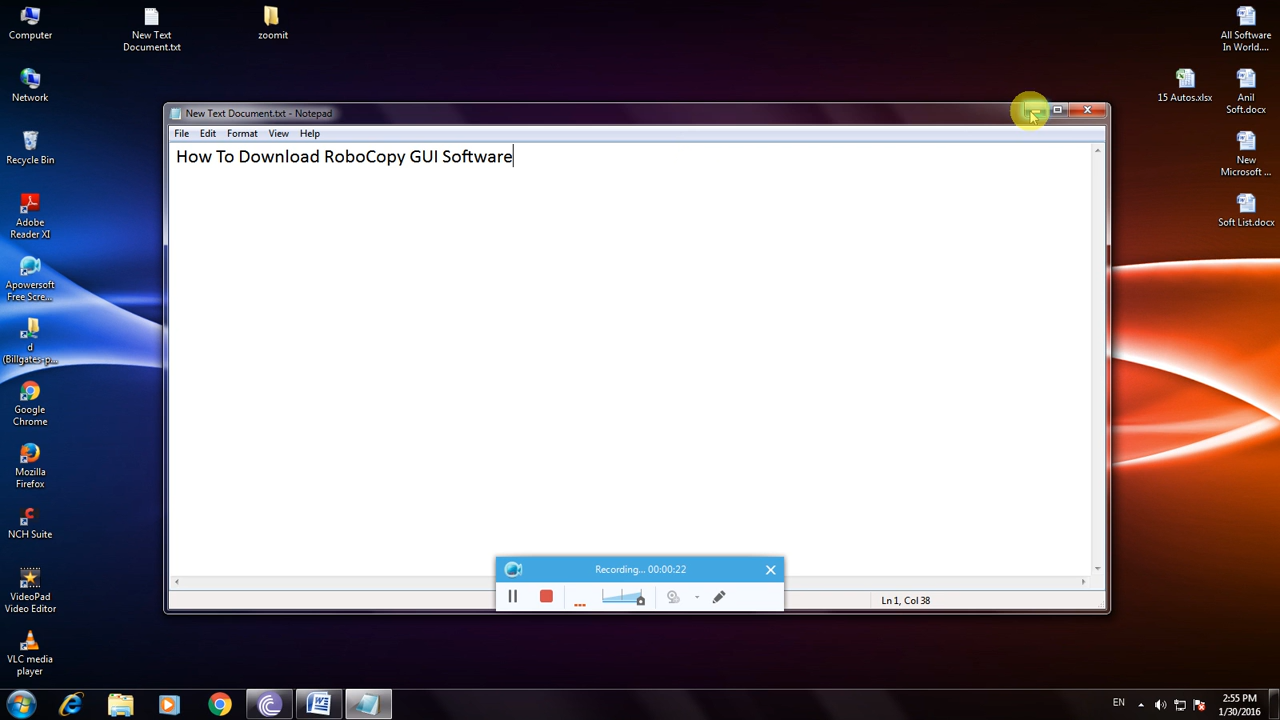 Computer
New Text
Document.txt
zoomit
All Software
In World....
Network
15 Autos.xlsx
Anil
Soft.docx
New Text Document.txt - Notepad
File Edit Format View Help
How To Download RoboCopy GUI Software
Recycle Bin
New
Microsoft ...
Adobe
Reader XI
Soft List.docx
Apowersoft
Free Scre...
d
(Billgates-p...
Google
Chrome
Mozilla
Firefox
NCH Suite
Recording... 00:00:22
VideoPad
Video Editor
Ln 1, Col 38
VLC media
player
EN
2:55 PM
1/30/2016